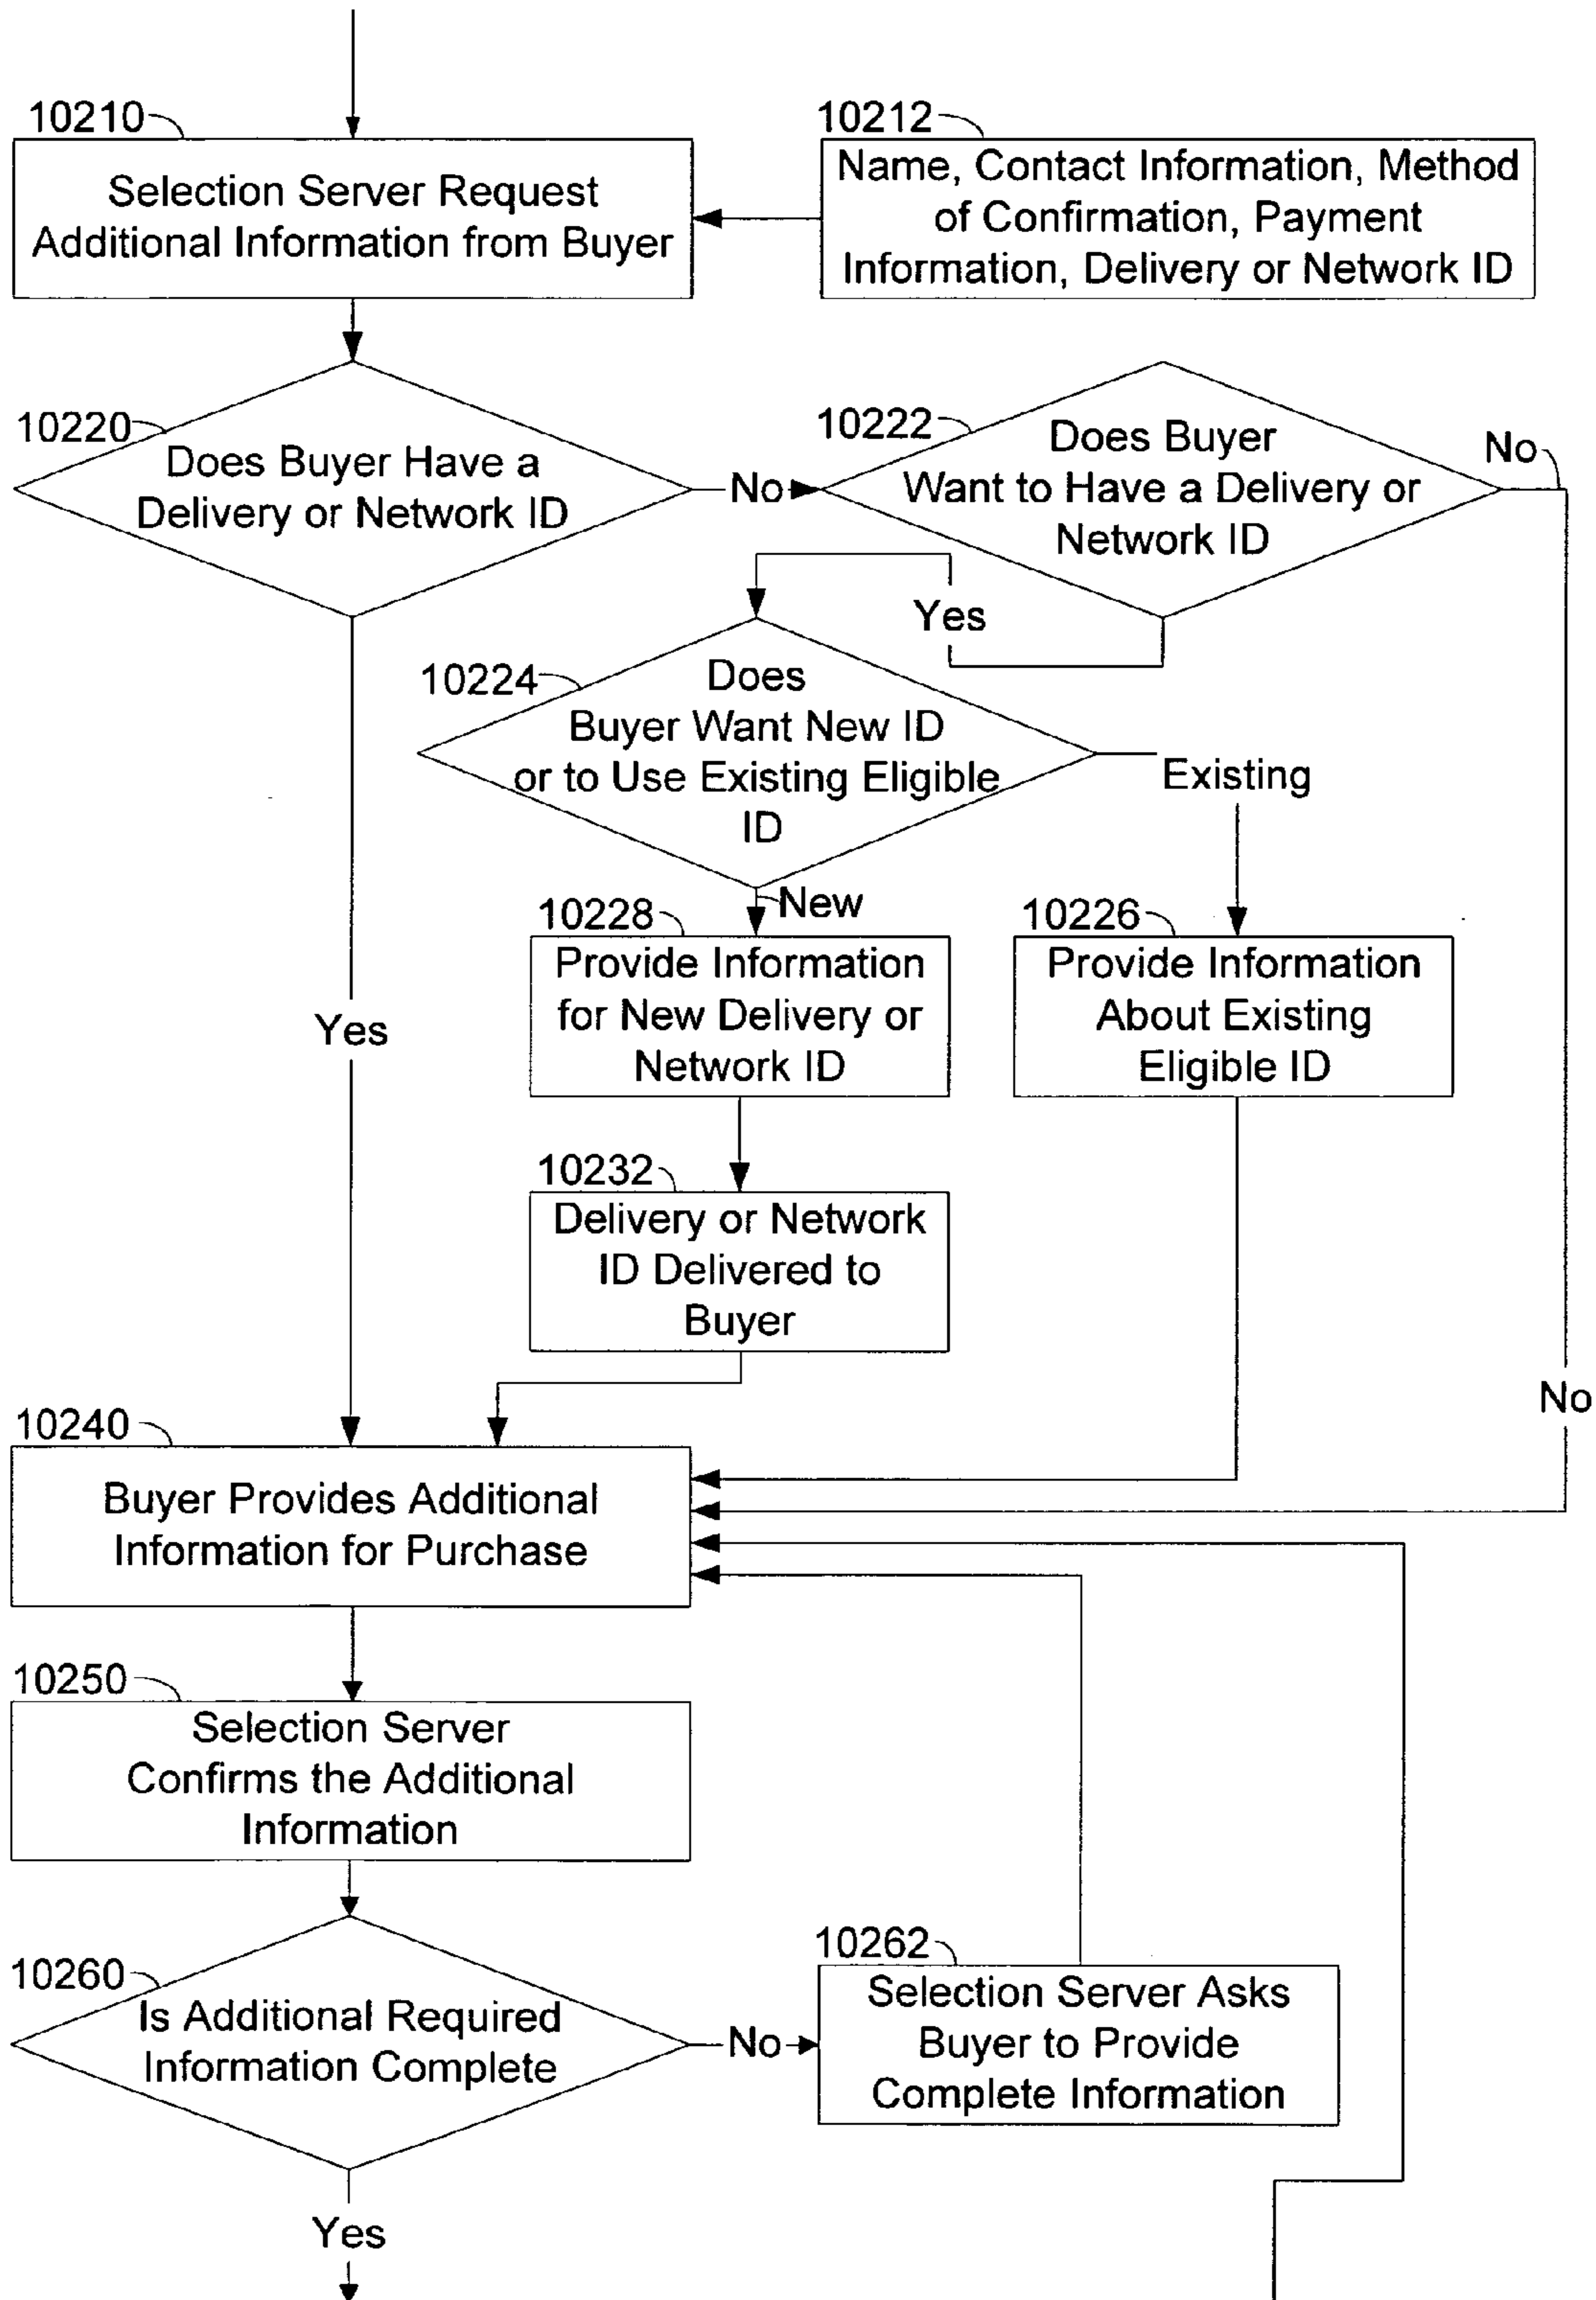 10210
Selection Server Request
Additional Information from Buyer
10212
Name, Contact Information, Method
of Confirmation, Payment
Information, Delivery or Network ID
10220
Does Buyer Have a
Delivery or Network ID
No
10222
Does Buyer
Want to Have a Delivery or
Network ID
No
Yes
10224
Does
Buyer Want New ID
or to Use Existing Eligible
ID
Existing
New
10228
Provide Information
for New Delivery or
Network ID
10226
Provide Information
About Existing
Eligible ID
Yes
10232
Delivery or Network
ID Delivered to
Buyer
No
10240
Buyer Provides Additional
Information for Purchase
10250
Selection Server
Confirms the Additional
Information
10260
Is Additional Required
Information Complete
No
10262
Selection Server Asks
Buyer to Provide
Complete Information
Yes